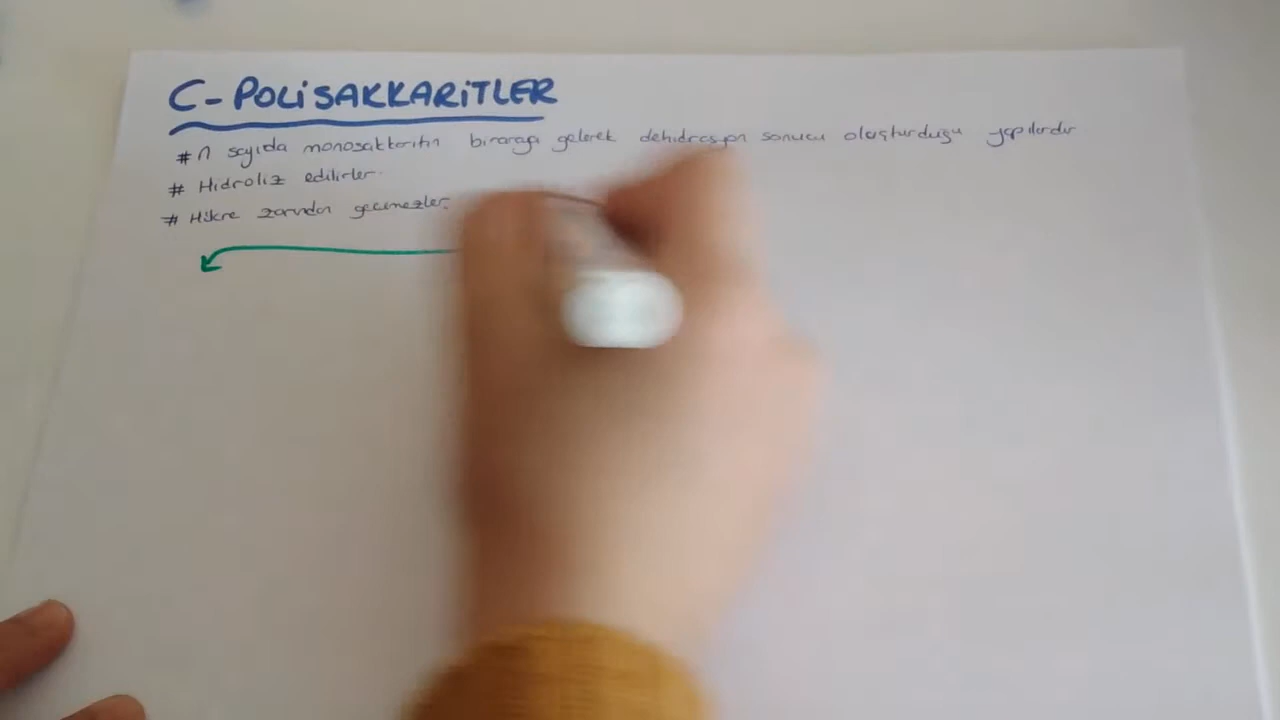 C-POLİSAKKARİTLER
# n sayıda monosakkaritin biraraya gelerek dehidrasyon sonucu oluşturduğu yapılardır
# Hidroliz edilirler.
# Hücre zarından geçemezler.